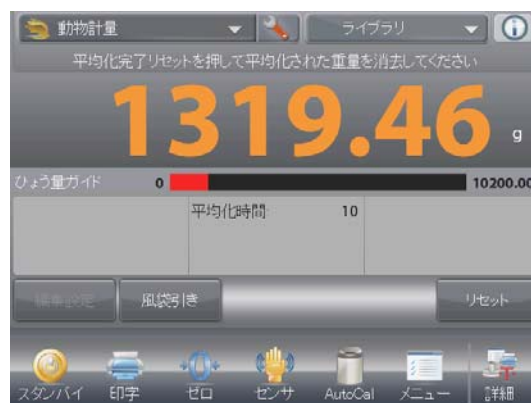 動物計量
ライブラリ
平均化完了リセットを押して平均化された重量を消去してください
1319.46 g
ひょう量ガイド 0 10200.00
平均化時間: 10
編集設定 風袋引き リセット
スタンバイ 印字 ゼロ センサ AutoCal メニュー 詳細